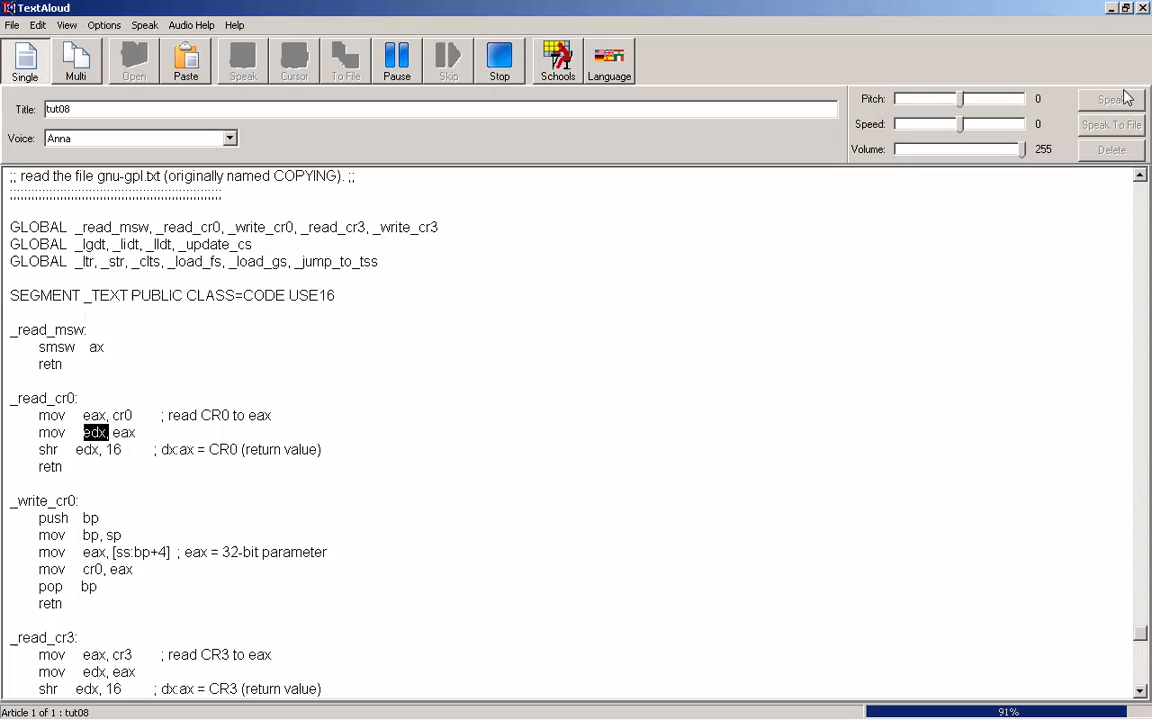 TextAloud
File Edit View Options Speak Audio Help Help
Single Multi Open Paste Speak Cursor To File Pause Skip Stop Schools Language
Title: tut08
Voice: Anna
Pitch: 0 Speak
Speed: 0 Speak To File
Volume: 255 Delete
;; read the file gnu-gpl.txt (originally named COPYING). ;;
;;;;;;;;;;;;;;;;;;;;;;;;;;;;;;;;;;;;;;;;;;;;;;;;;;;;;;;;;;;
GLOBAL _read_msw, _read_cr0, _write_cr0, _read_cr3, _write_cr3
GLOBAL _lgdt, _lidt, _lldt, _update_cs
GLOBAL _ltr, _str, _clts, _load_fs, _load_gs, _jump_to_tss
SEGMENT _TEXT PUBLIC CLASS=CODE USE16
_read_msw:
smsw ax
retn
_read_cr0:
mov eax, cr0 ; read CR0 to eax
mov edx, eax
shr edx, 16 ; dx:ax = CR0 (return value)
retn
_write_cr0:
push bp
mov bp, sp
mov eax, [ss:bp+4] ; eax = 32-bit parameter
mov cr0, eax
pop bp
retn
_read_cr3:
mov eax, cr3 ; read CR3 to eax
mov edx, eax
shr edx, 16 ; dx:ax = CR3 (return value)
Article 1 of 1 : tut08 91%